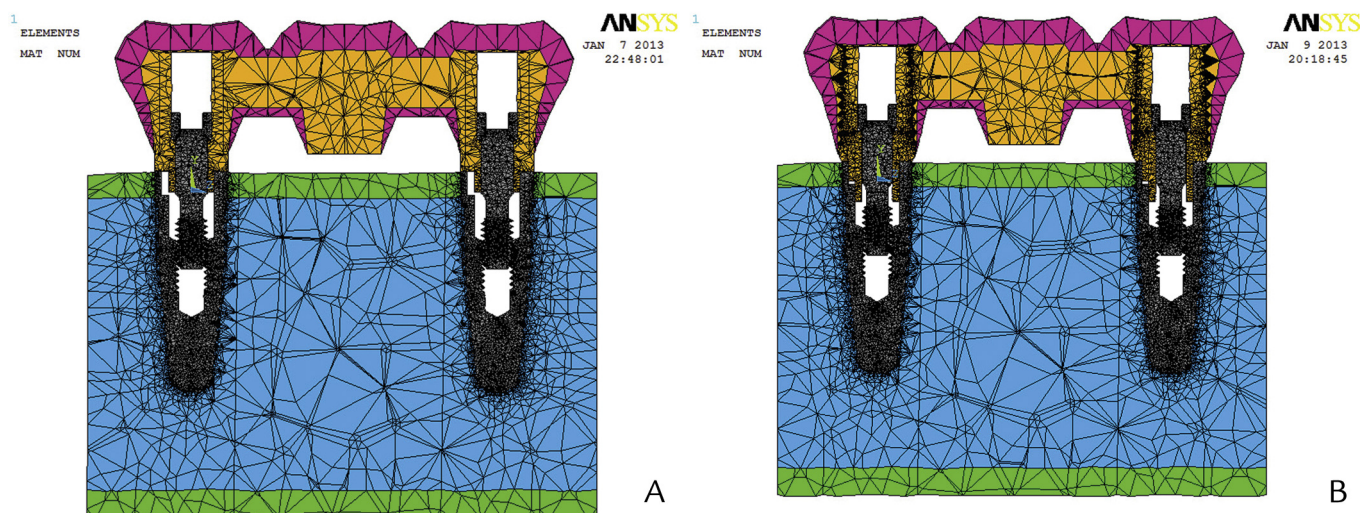 1
ELEMENTS
MAT NUM
ANSYS
JAN 7 2013
22:48:01
A
1
ELEMENTS
MAT NUM
ANSYS
JAN 9 2013
20:18:45
B